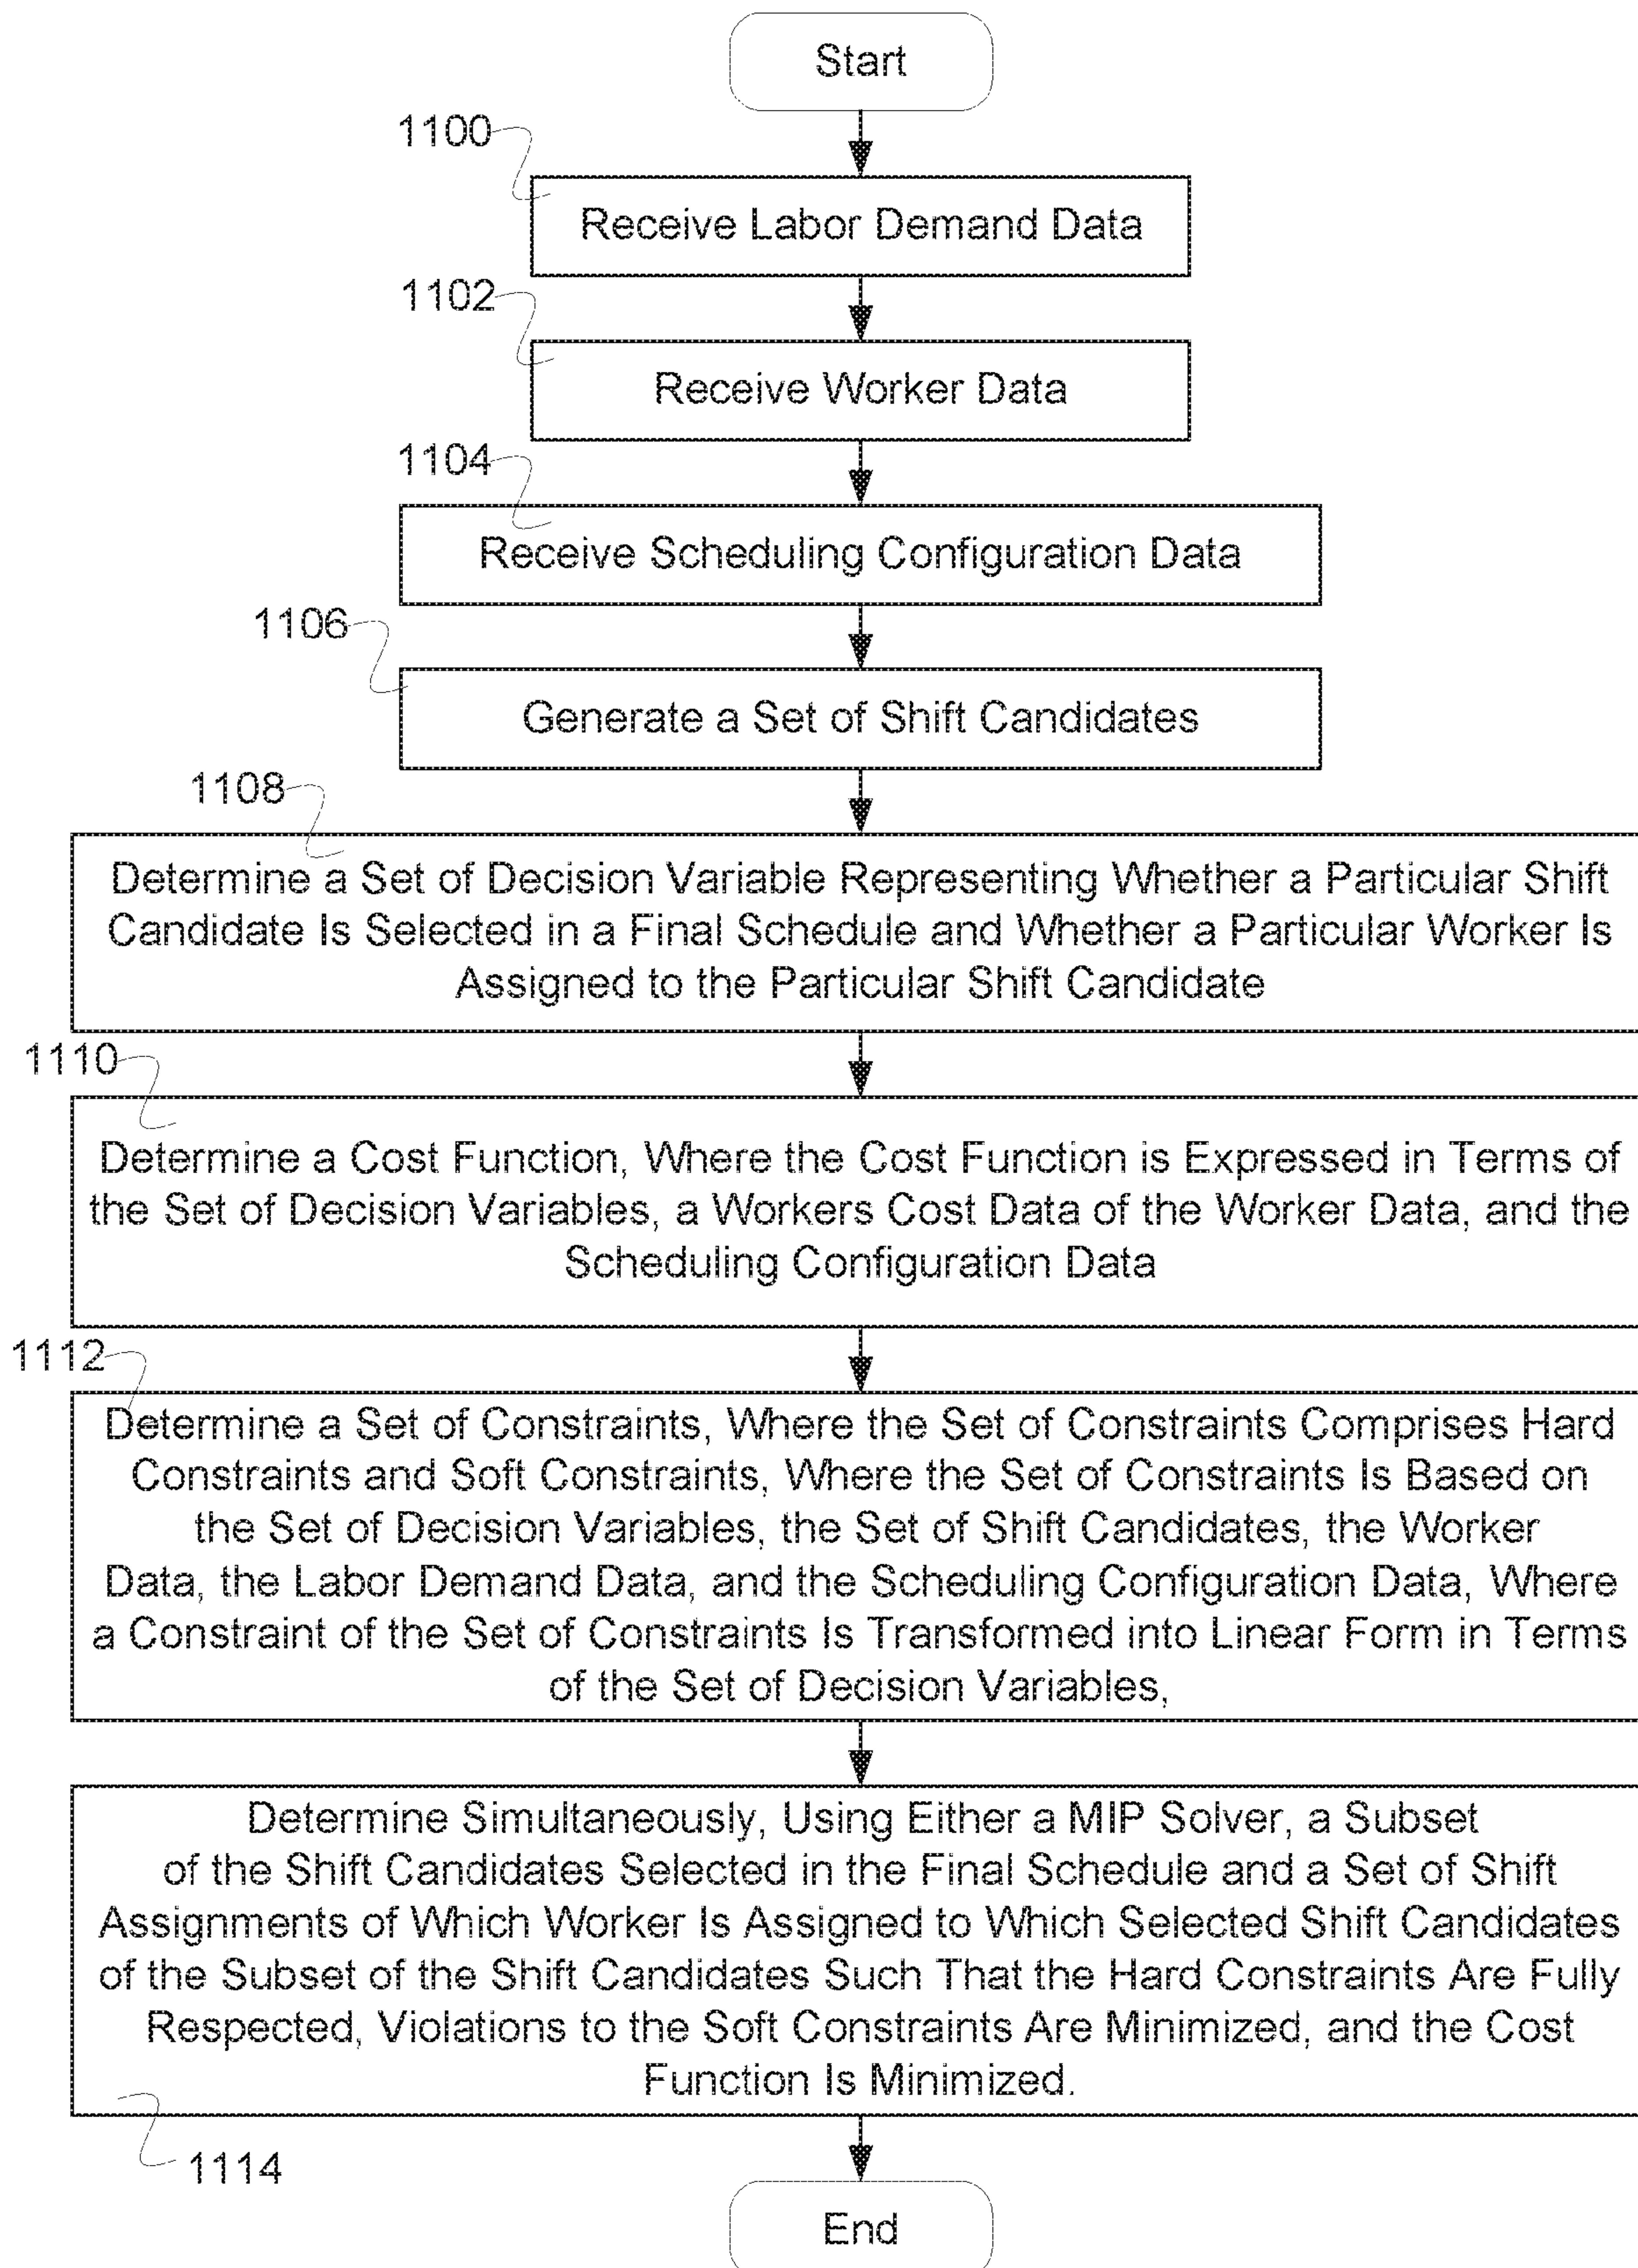 Start
1100
Receive Labor Demand Data
1102
Receive Worker Data
1104
Receive Scheduling Configuration Data
1106
Generate a Set of Shift Candidates
1108
Determine a Set of Decision Variable Representing Whether a Particular Shift
Candidate Is Selected in a Final Schedule and Whether a Particular Worker Is
Assigned to the Particular Shift Candidate
1110
Determine a Cost Function, Where the Cost Function is Expressed in Terms of
the Set of Decision Variables, a Workers Cost Data of the Worker Data, and the
Scheduling Configuration Data
1112
Determine a Set of Constraints, Where the Set of Constraints Comprises Hard
Constraints and Soft Constraints, Where the Set of Constraints Is Based on
the Set of Decision Variables, the Set of Shift Candidates, the Worker
Data, the Labor Demand Data, and the Scheduling Configuration Data, Where
a Constraint of the Set of Constraints Is Transformed into Linear Form in Terms
of the Set of Decision Variables,
Determine Simultaneously, Using Either a MIP Solver, a Subset
of the Shift Candidates Selected in the Final Schedule and a Set of Shift
Assignments of Which Worker Is Assigned to Which Selected Shift Candidates
of the Subset of the Shift Candidates Such That the Hard Constraints Are Fully
Respected, Violations to the Soft Constraints Are Minimized, and the Cost
Function Is Minimized.
1114
End